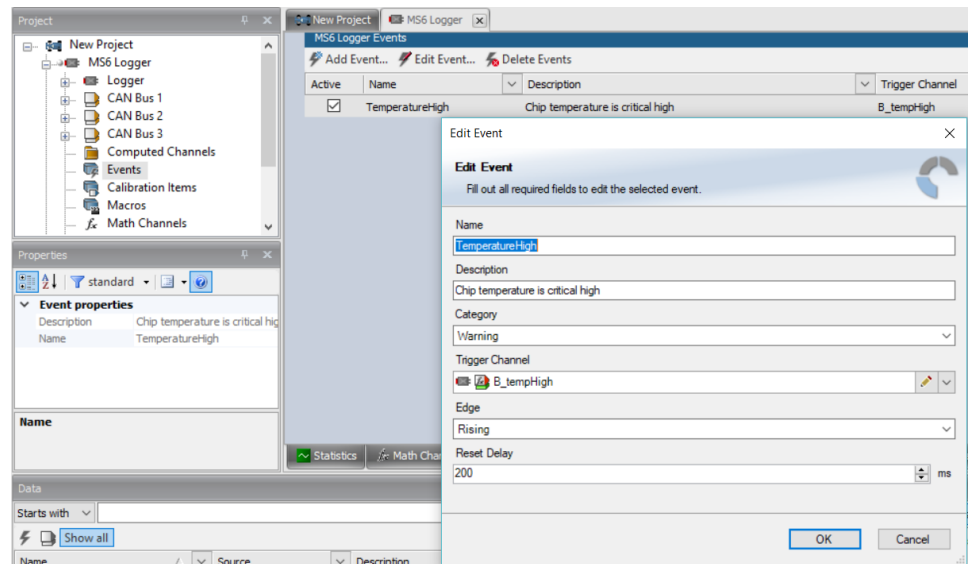 Project
New Project
MS6 Logger
Logger
CAN Bus 1
CAN Bus 2
CAN Bus 3
Computed Channels
Events
Calibration Items
Macros
fx Math Channels
Properties
standard
Event properties
Description Chip temperature is critical hig
Name TemperatureHigh
Name
New Project MS6 Logger
MS6 Logger Events
Add Event... Edit Event... Delete Events
Active Name Description Trigger Channel
TemperatureHigh Chip temperature is critical high B_tempHigh
Edit Event
Edit Event
Fill out all required fields to edit the selected event.
Name
TemperatureHigh
Description
Chip temperature is critical high
Category
Warning
Trigger Channel
B_tempHigh
Edge
Rising
Reset Delay
200 ms
OK Cancel
Statistics fx Math Char
Data
Starts with
Show all
Name Source Description